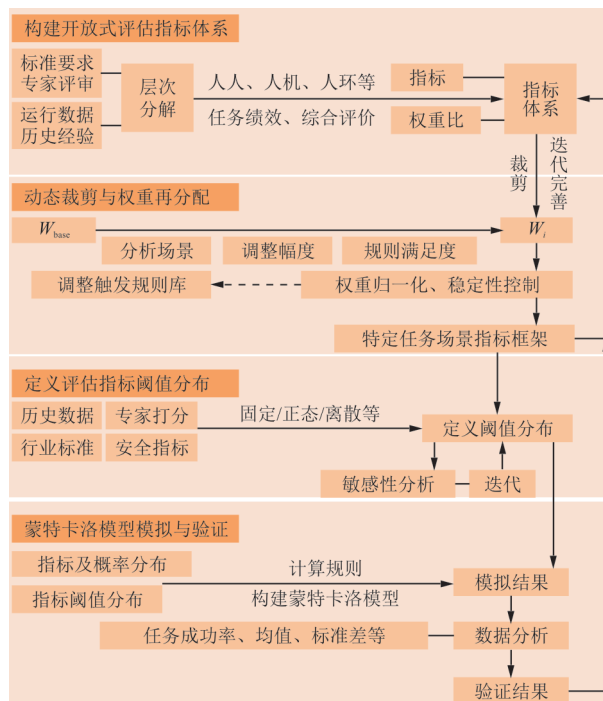 构建开放式评估指标体系
标准要求
专家评审
运行数据
历史经验
层次
分解
人人、人机、人环等
任务绩效、综合评价
指标
权重比
指标
体系
裁剪
迭代完善
动态裁剪与权重再分配
W_base
W_i
分析场景
调整幅度
规则满足度
调整触发规则库
权重归一化、稳定性控制
特定任务场景指标框架
定义评估指标阈值分布
历史数据
专家打分
行业标准
安全指标
固定/正态/离散等
定义阈值分布
敏感性分析
迭代
蒙特卡洛模型模拟与验证
指标及概率分布
指标阈值分布
计算规则
构建蒙特卡洛模型
模拟结果
任务成功率、均值、标准差等
数据分析
验证结果